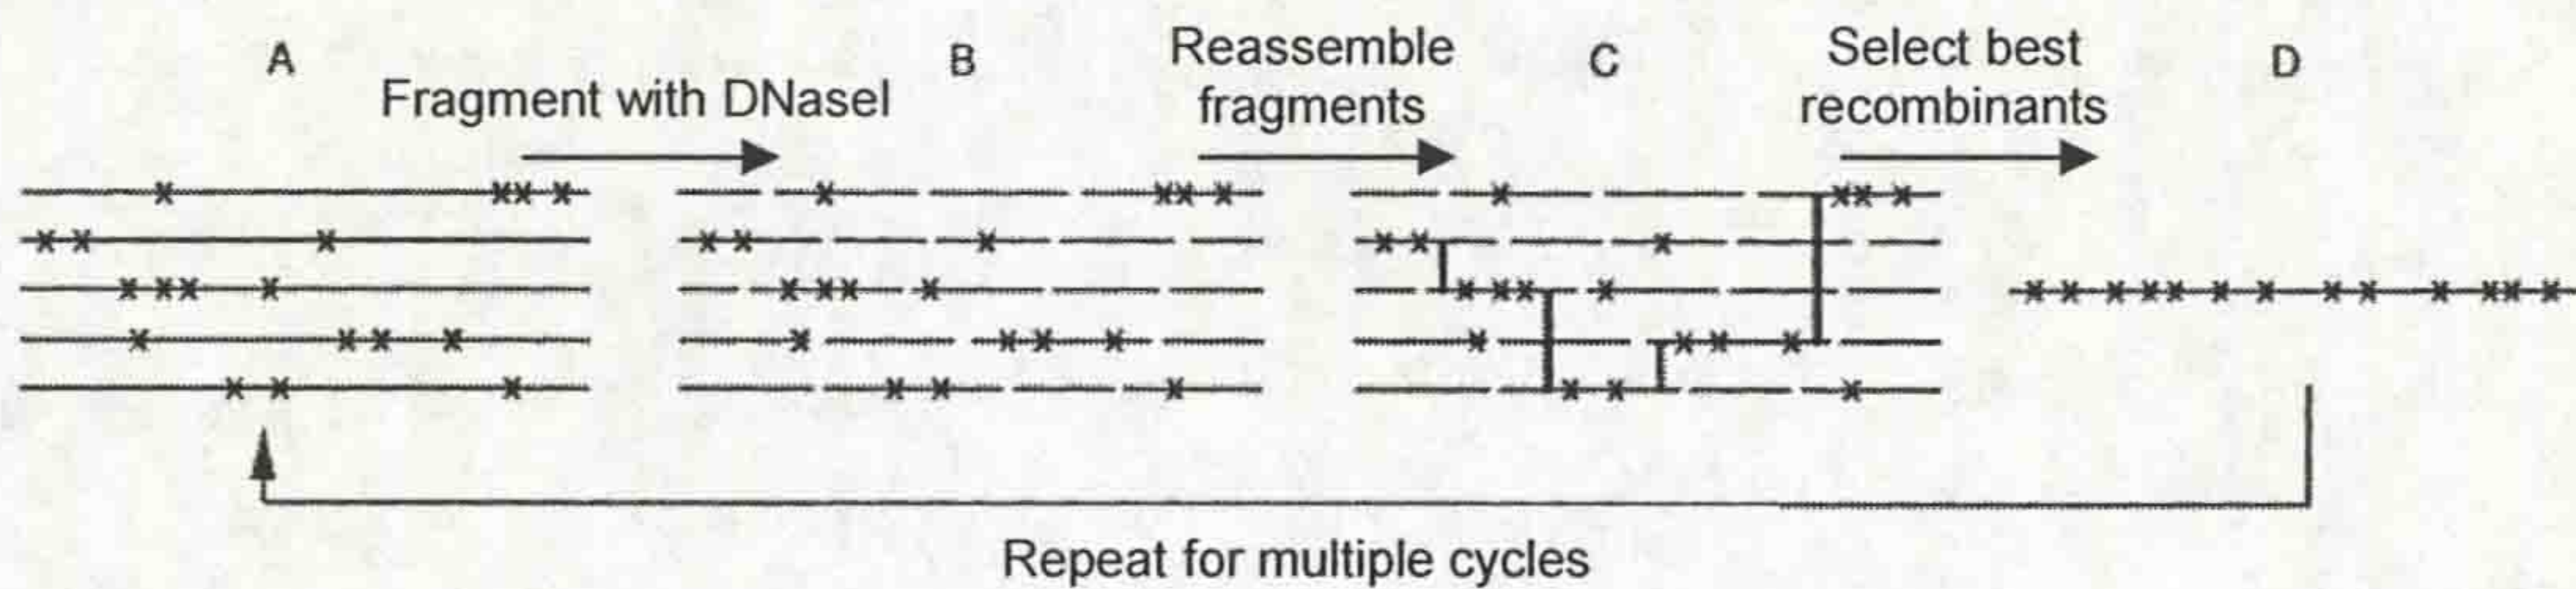 A
Fragment with DNaseI
B
Reassemble
fragments
C
Select best
recombinants
D
Repeat for multiple cycles